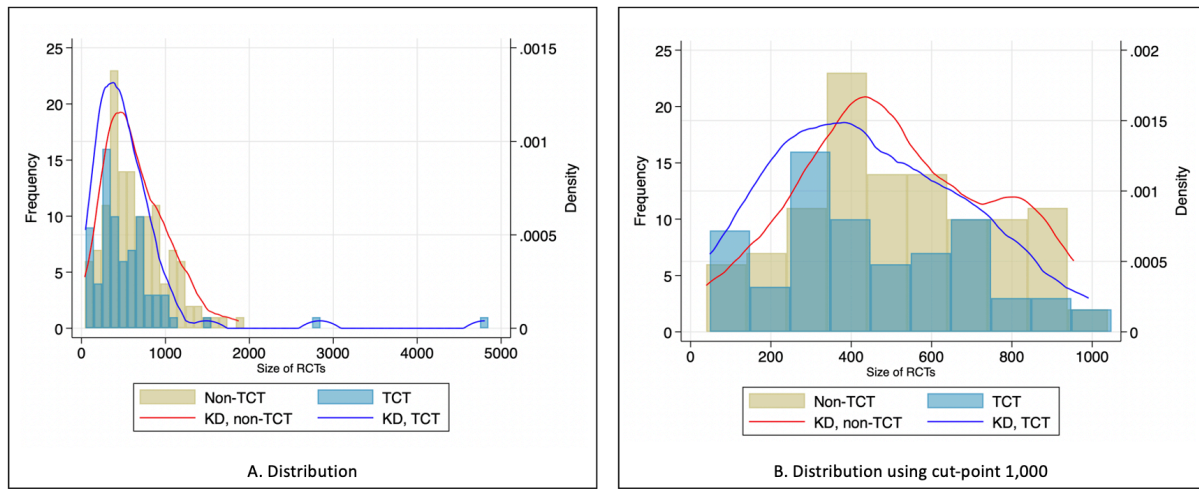 25
20
15
10
5
0
Frequency
.0015
.001
.0005
0
Density
0 1000 2000 3000 4000 5000
Size of RCTs
Non-TCT TCT
KD, non-TCT KD, TCT
A. Distribution
25
20
15
10
5
0
Frequency
.002
.0015
.001
.0005
0
Density
0 200 400 600 800 1000
Size of RCTs
Non-TCT TCT
KD, non-TCT KD, TCT
B. Distribution using cut-point 1,000